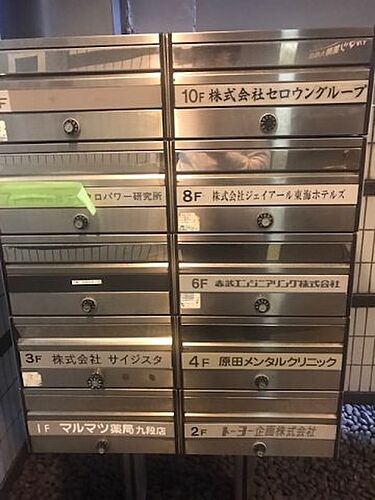 F
10F 株式会社セロウングループ
ロパワー研究所
8F 株式会社ジェイアール東海ホテルズ
6F 赤武エンジニアリング株式会社
3F 株式会社 サイジスタ
4F 原田メンタルクリニック
1F マルマツ薬局九段店
2F トーヨー企画株式会社